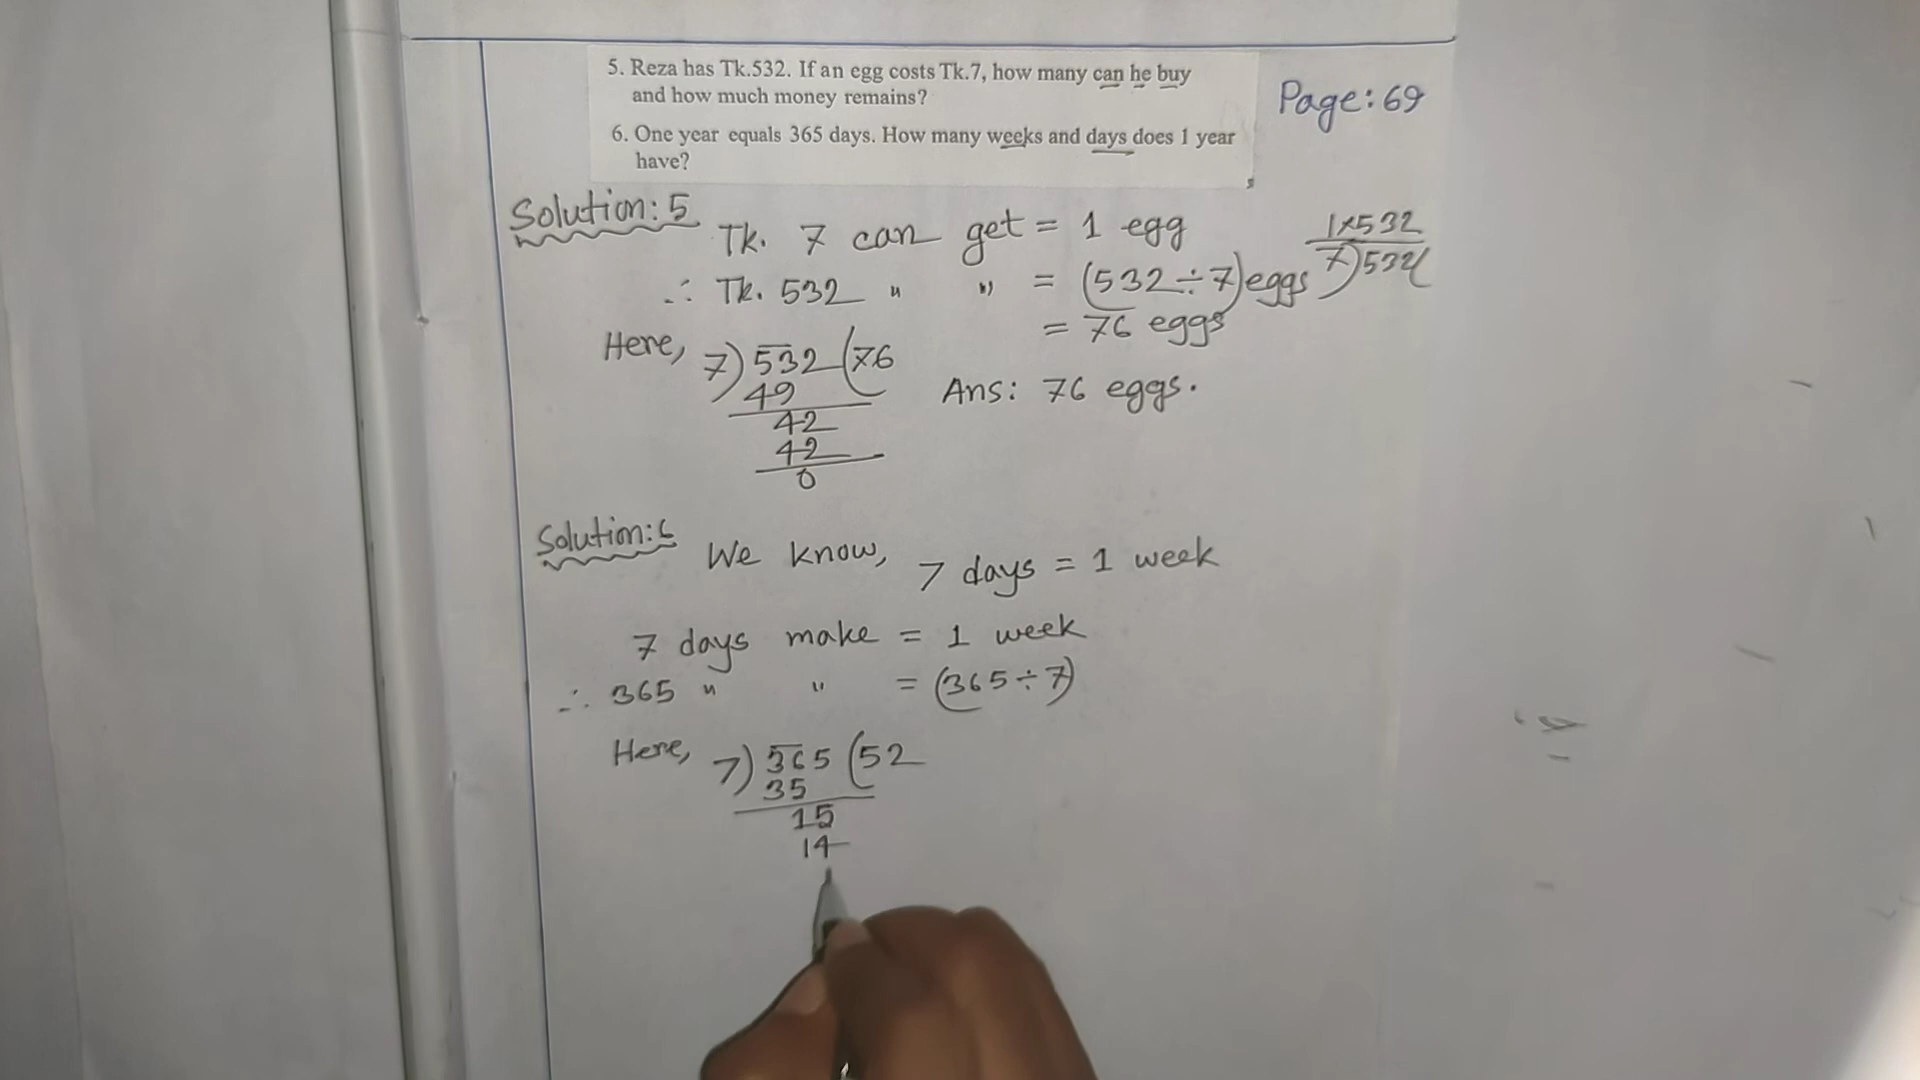 5. Reza has Tk.532. If an egg costs Tk.7, how many can he buy
and how much money remains?
6. One year equals 365 days. How many weeks and days does 1 year
have?
Page: 69
Solution: 5
Tk. 7 can get = 1 egg
∴ Tk. 532 " " = (532÷7) eggs
= 76 eggs
1×532
7)532(
Here, 7) 532 (76
49
42
42
0
Ans: 76 eggs.
Solution: 6
We know, 7 days = 1 week
7 days make = 1 week
∴ 365 " " = (365÷7)
Here, 7) 365 (52
35
15
14